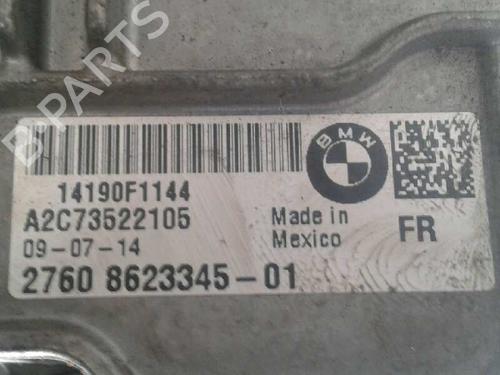 B PARTS
BMW
14190F1144
A2C73522105
09-07-14
Made in
Mexico
FR
2760 8623345-01